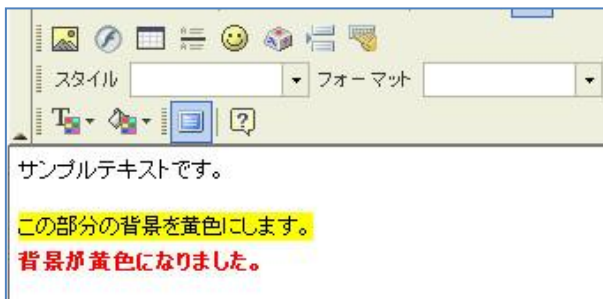 スタイル フォーマット
サンプルテキストです。
この部分の背景を黄色にします。
背景が黄色になりました。